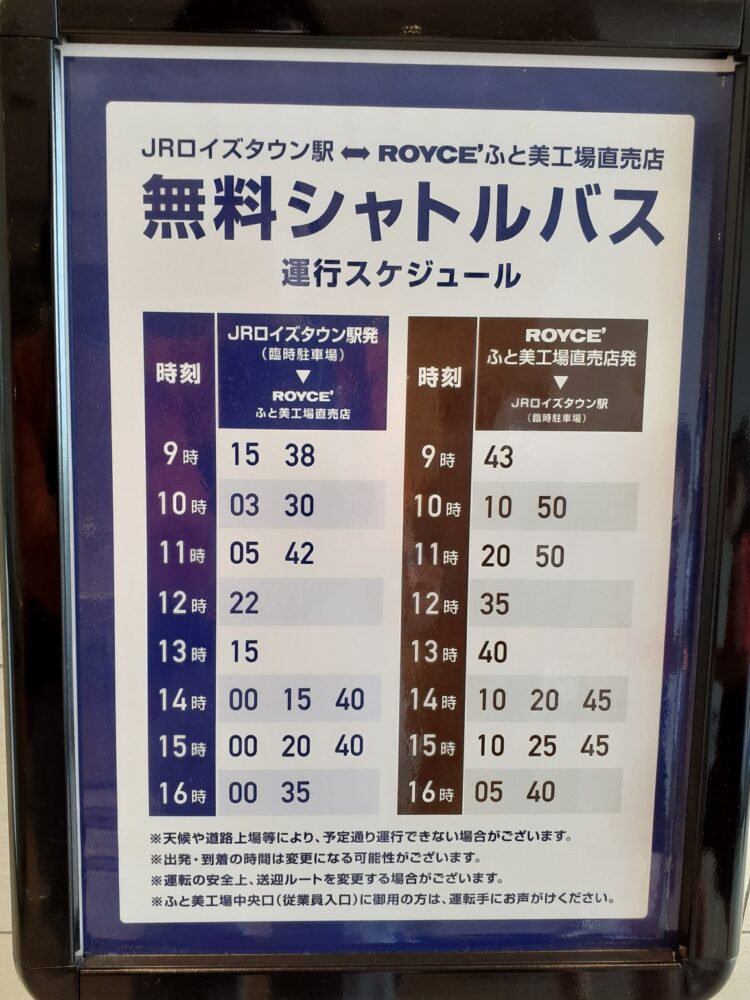 JRロイズタウン駅 ⬌ ROYCE'ふと美工場直売店
無料シャトルバス
運行スケジュール
時刻
JRロイズタウン駅発
(臨時駐車場)
▼
ROYCE'
ふと美工場直売店
9時 15 38
10時 03 30
11時 05 42
12時 22
13時 15
14時 00 15 40
15時 00 20 40
16時 00 35
時刻
ROYCE'
ふと美工場直売店発
▼
JRロイズタウン駅
(臨時駐車場)
9時 43
10時 10 50
11時 20 50
12時 35
13時 40
14時 10 20 45
15時 10 25 45
16時 05 40
※天候や道路上場等により、予定通り運行できない場合がございます。
※出発・到着の時間は変更になる可能性がございます。
※運転の安全上、送迎ルートを変更する場合がございます。
※ふと美工場中央口(従業員入口)に御用の方は、運転手にお声がけください。